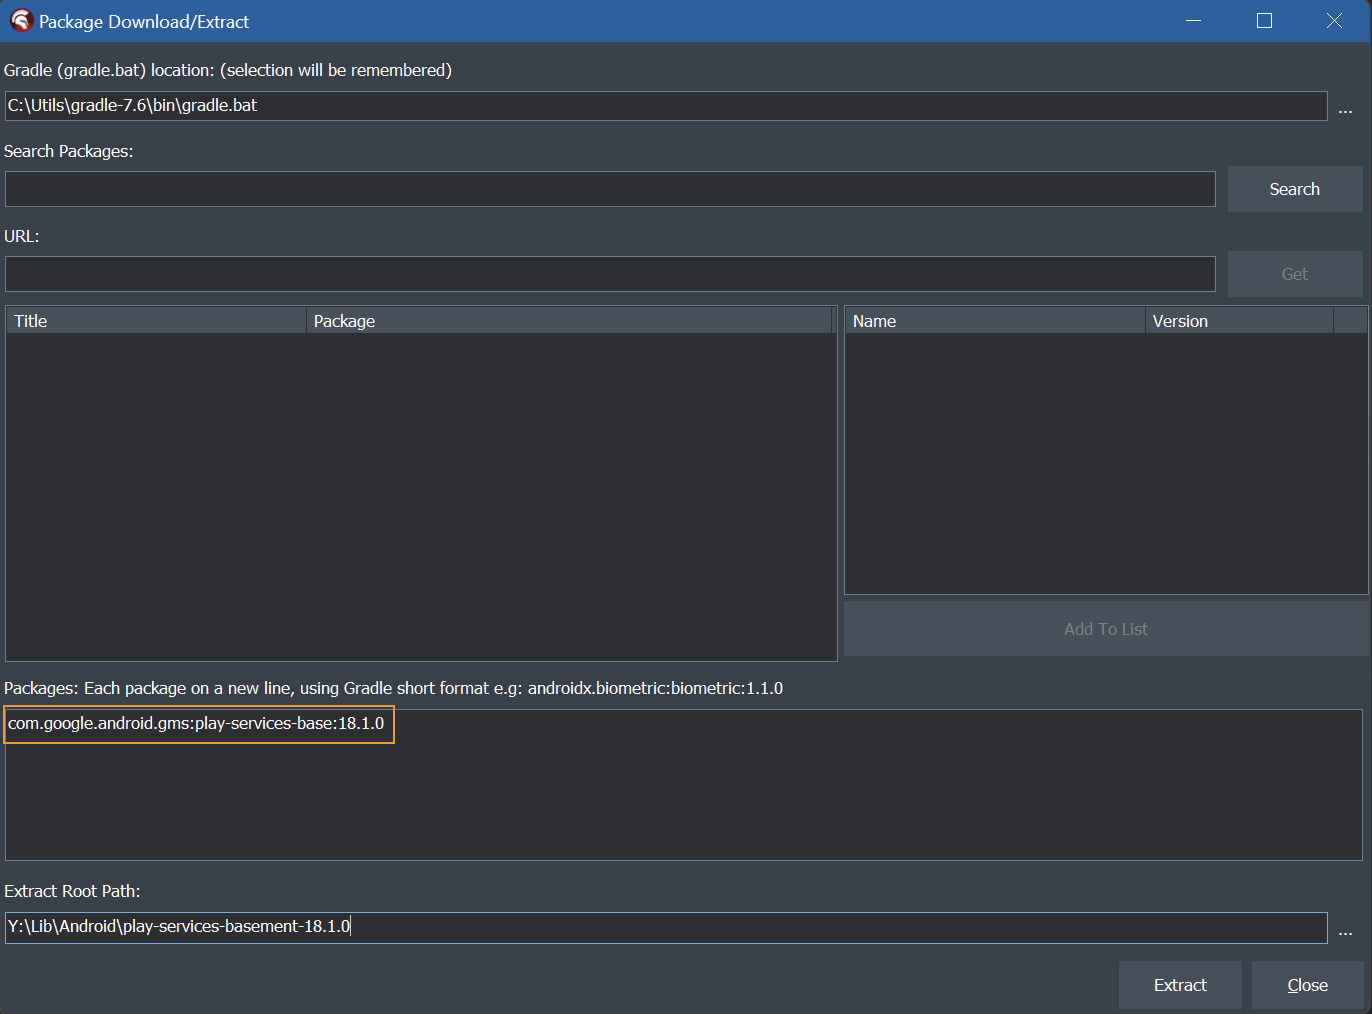 Package Download/Extract
Gradle (gradle.bat) location: (selection will be remembered)
C:\Utils\gradle-7.6\bin\gradle.bat
...
Search Packages:
Search
URL:
Get
Title Package
Name Version
Add To List
Packages: Each package on a new line, using Gradle short format e.g: androidx.biometric:biometric:1.1.0
com.google.android.gms:play-services-base:18.1.0
Extract Root Path:
Y:\Lib\Android\play-services-basement-18.1.0
...
Extract Close